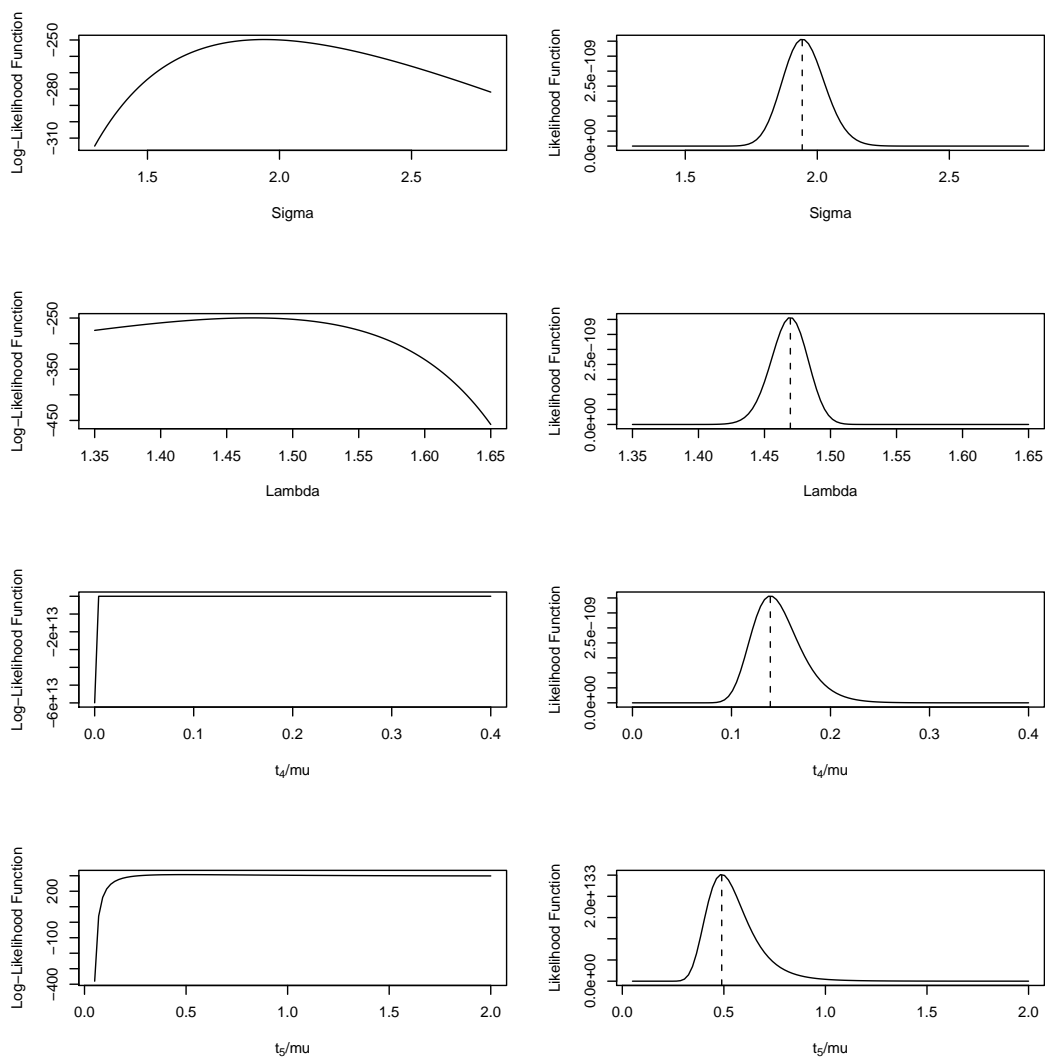 Log−Likelihood Function
−250
−280
−310
1.5 2.0 2.5
Sigma
Likelihood Function
2.5e−109
0.0e+00
1.5 2.0 2.5
Sigma
Log−Likelihood Function
−250
−350
−450
1.35 1.40 1.45 1.50 1.55 1.60 1.65
Lambda
Likelihood Function
2.5e−109
0.0e+00
1.35 1.40 1.45 1.50 1.55 1.60 1.65
Lambda
Log−Likelihood Function
−2e+13
−6e+13
0.0 0.1 0.2 0.3 0.4
t₄/mu
Likelihood Function
2.5e−109
0.0e+00
0.0 0.1 0.2 0.3 0.4
t₄/mu
Log−Likelihood Function
200
−100
−400
0.0 0.5 1.0 1.5 2.0
t₅/mu
Likelihood Function
2.0e+133
0.0e+00
0.0 0.5 1.0 1.5 2.0
t₅/mu